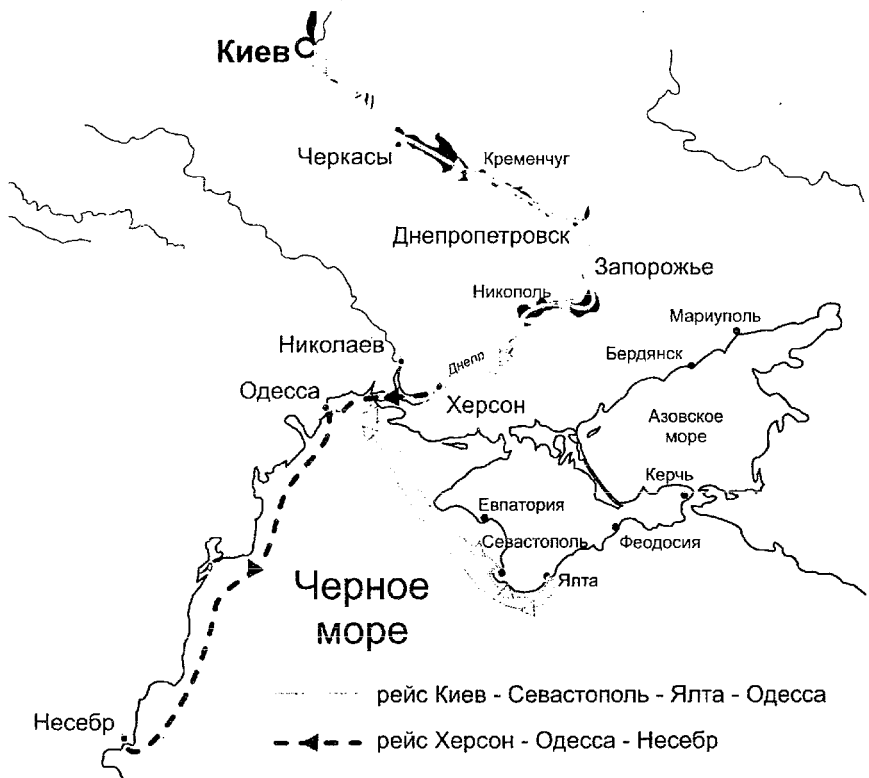 Киев
Черкасы
Кременчуг
Днепропетровск
Запорожье
Никополь
Мариуполь
Николаев
Днепр
Бердянск
Одесса
Херсон
Азовское
море
Керчь
Евпатория
Севастополь
Феодосия
Ялта
Черное
море
рейс Киев - Севастополь - Ялта - Одесса
Несебр
рейс Херсон - Одесса - Несебр